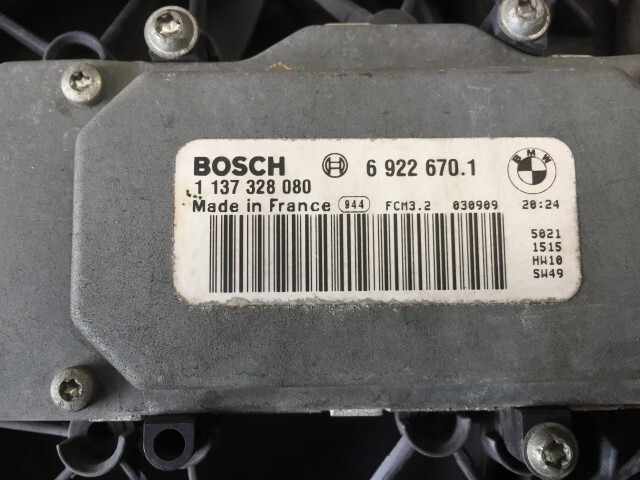 BOSCH 6 922 670.1 BMW
1 137 328 080
Made in France 944 FCM3.2 030909 20:24
5021
1515
HW10
SW49